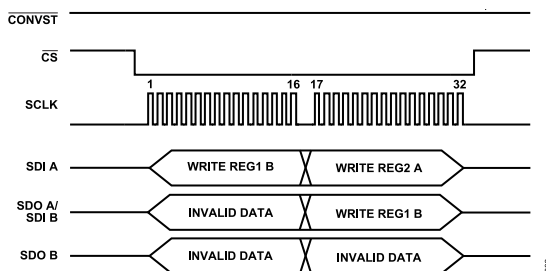 CONVST
CS
1 16 17 32
SCLK
SDI A WRITE REG1 B WRITE REG2 A
SDO A/
SDI B INVALID DATA WRITE REG1 B
SDO B INVALID DATA INVALID DATA